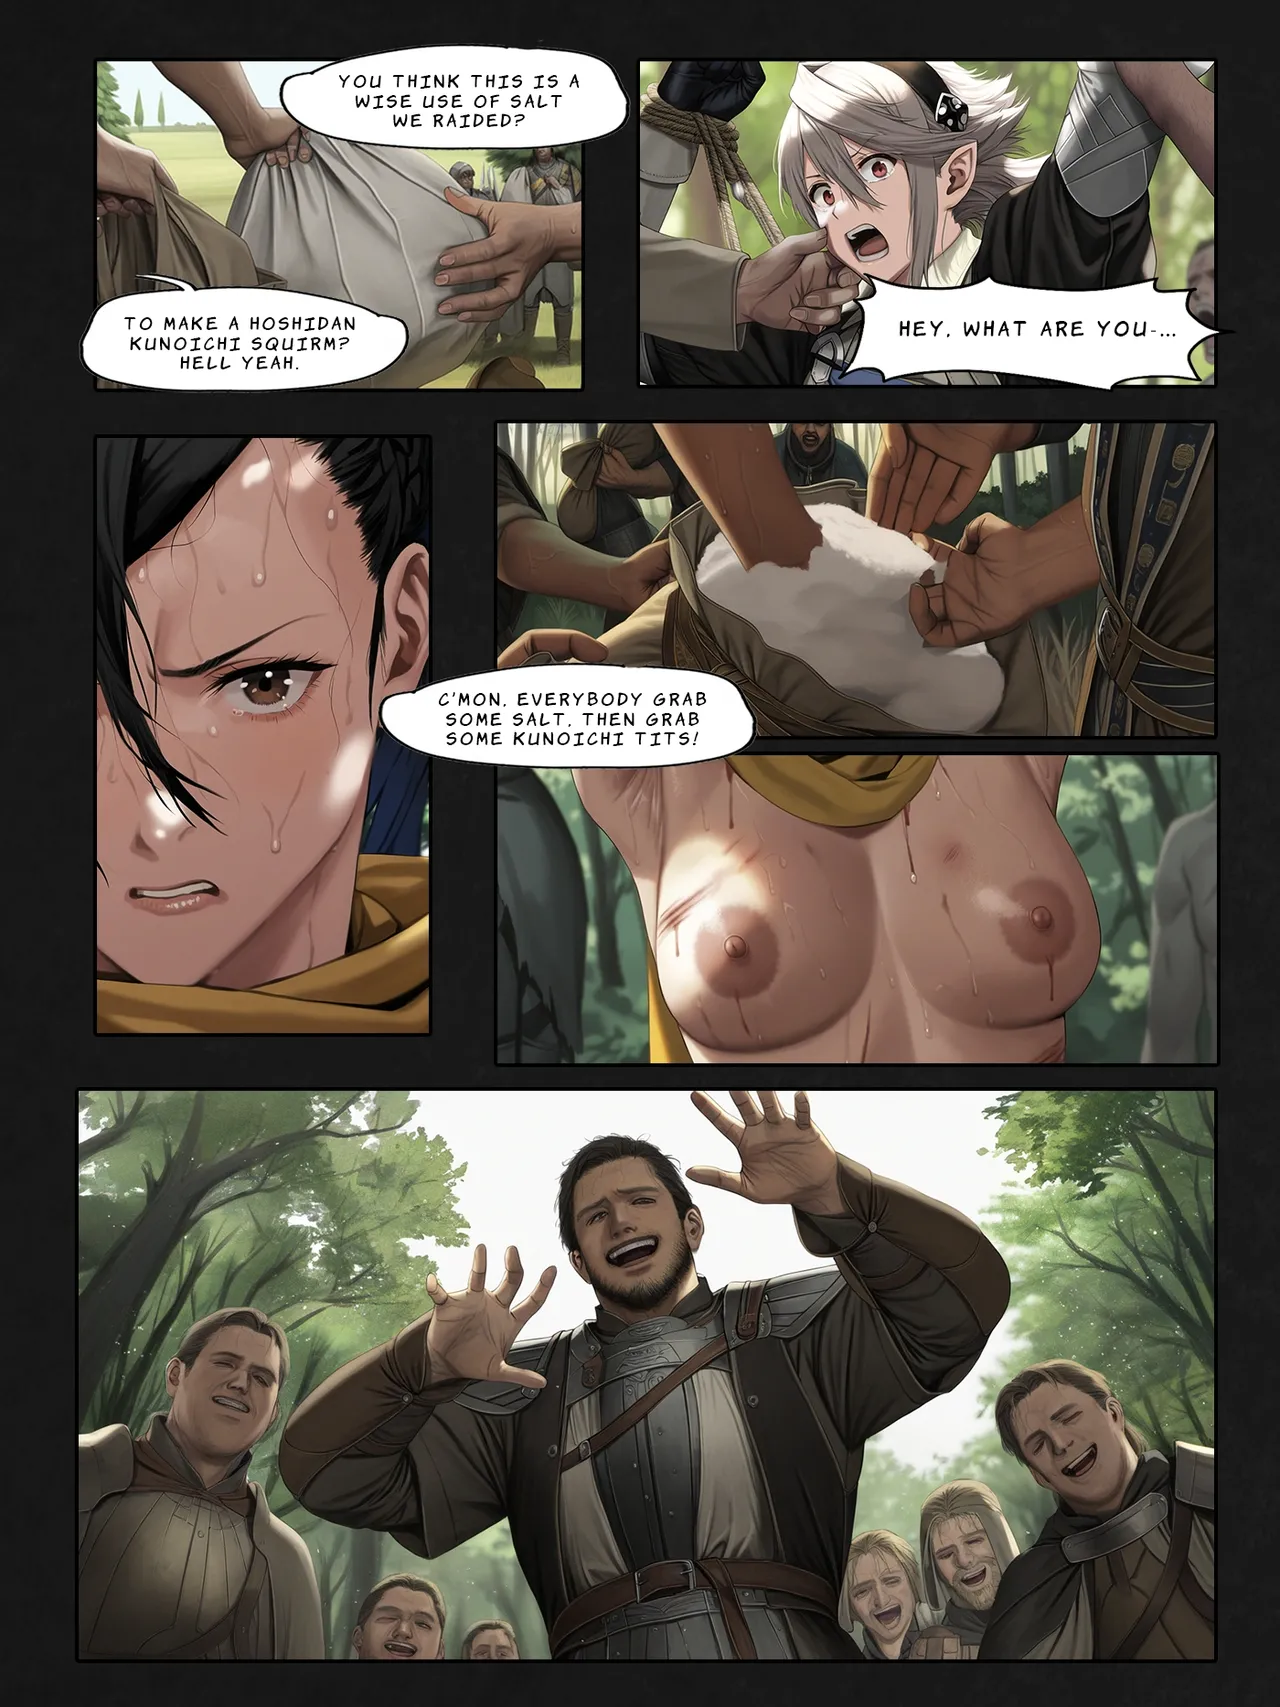 YOU THINK THIS IS A
WISE USE OF SALT
WE RAIDED?
TO MAKE A HOSHIDAN
KUNOICHI SQUIRM?
HELL YEAH.
HEY, WHAT ARE YOU-...
C'MON, EVERYBODY GRAB
SOME SALT, THEN GRAB
SOME KUNOICHI TITS!